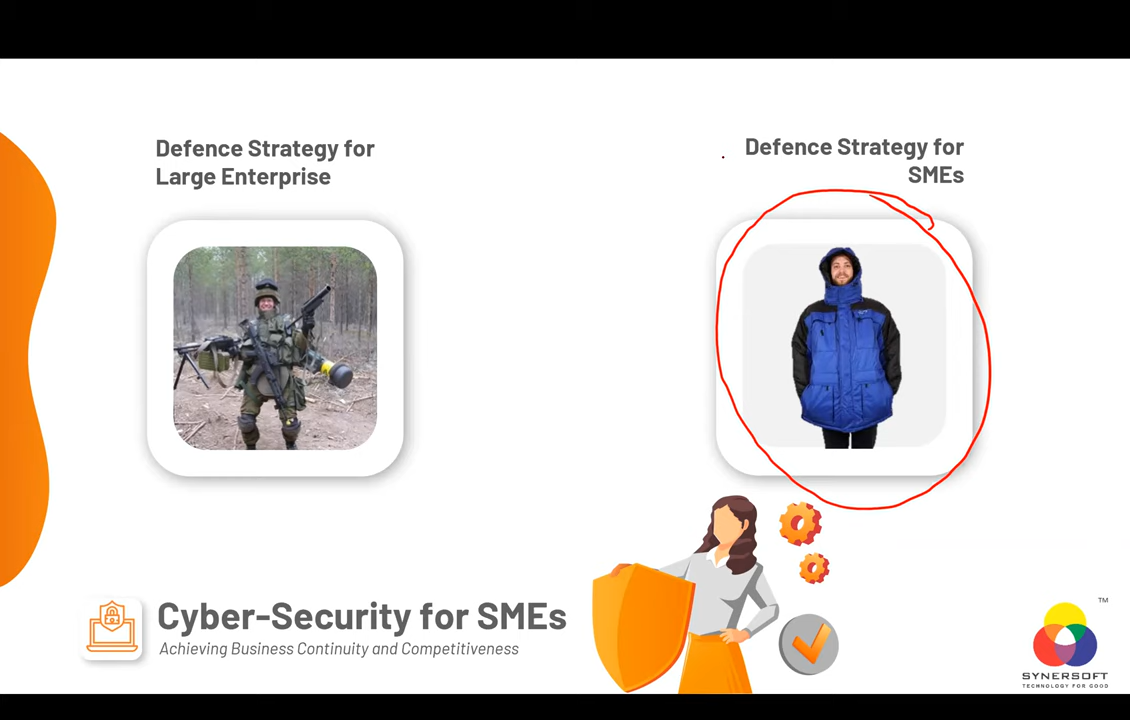 Defence Strategy for
Large Enterprise
Defence Strategy for
SMEs
Cyber-Security for SMEs
Achieving Business Continuity and Competitiveness
TM
SYNERSOFT
TECHNOLOGY FOR GOOD